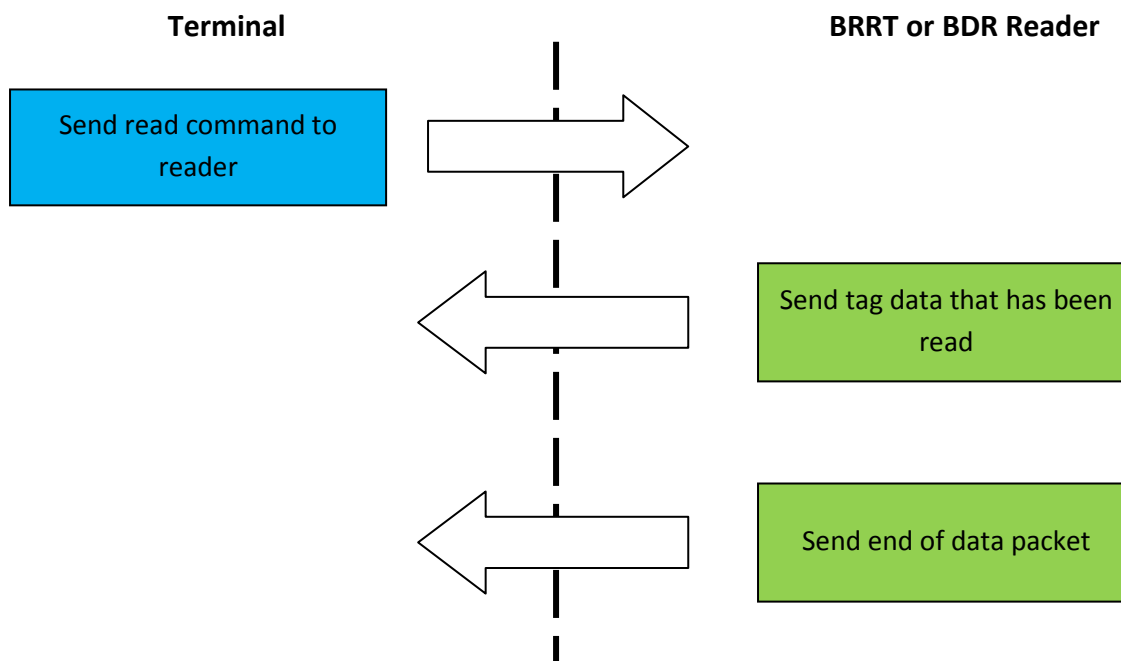 Terminal
BRRT or BDR Reader
Send read command to
reader
Send tag data that has been
read
Send end of data packet